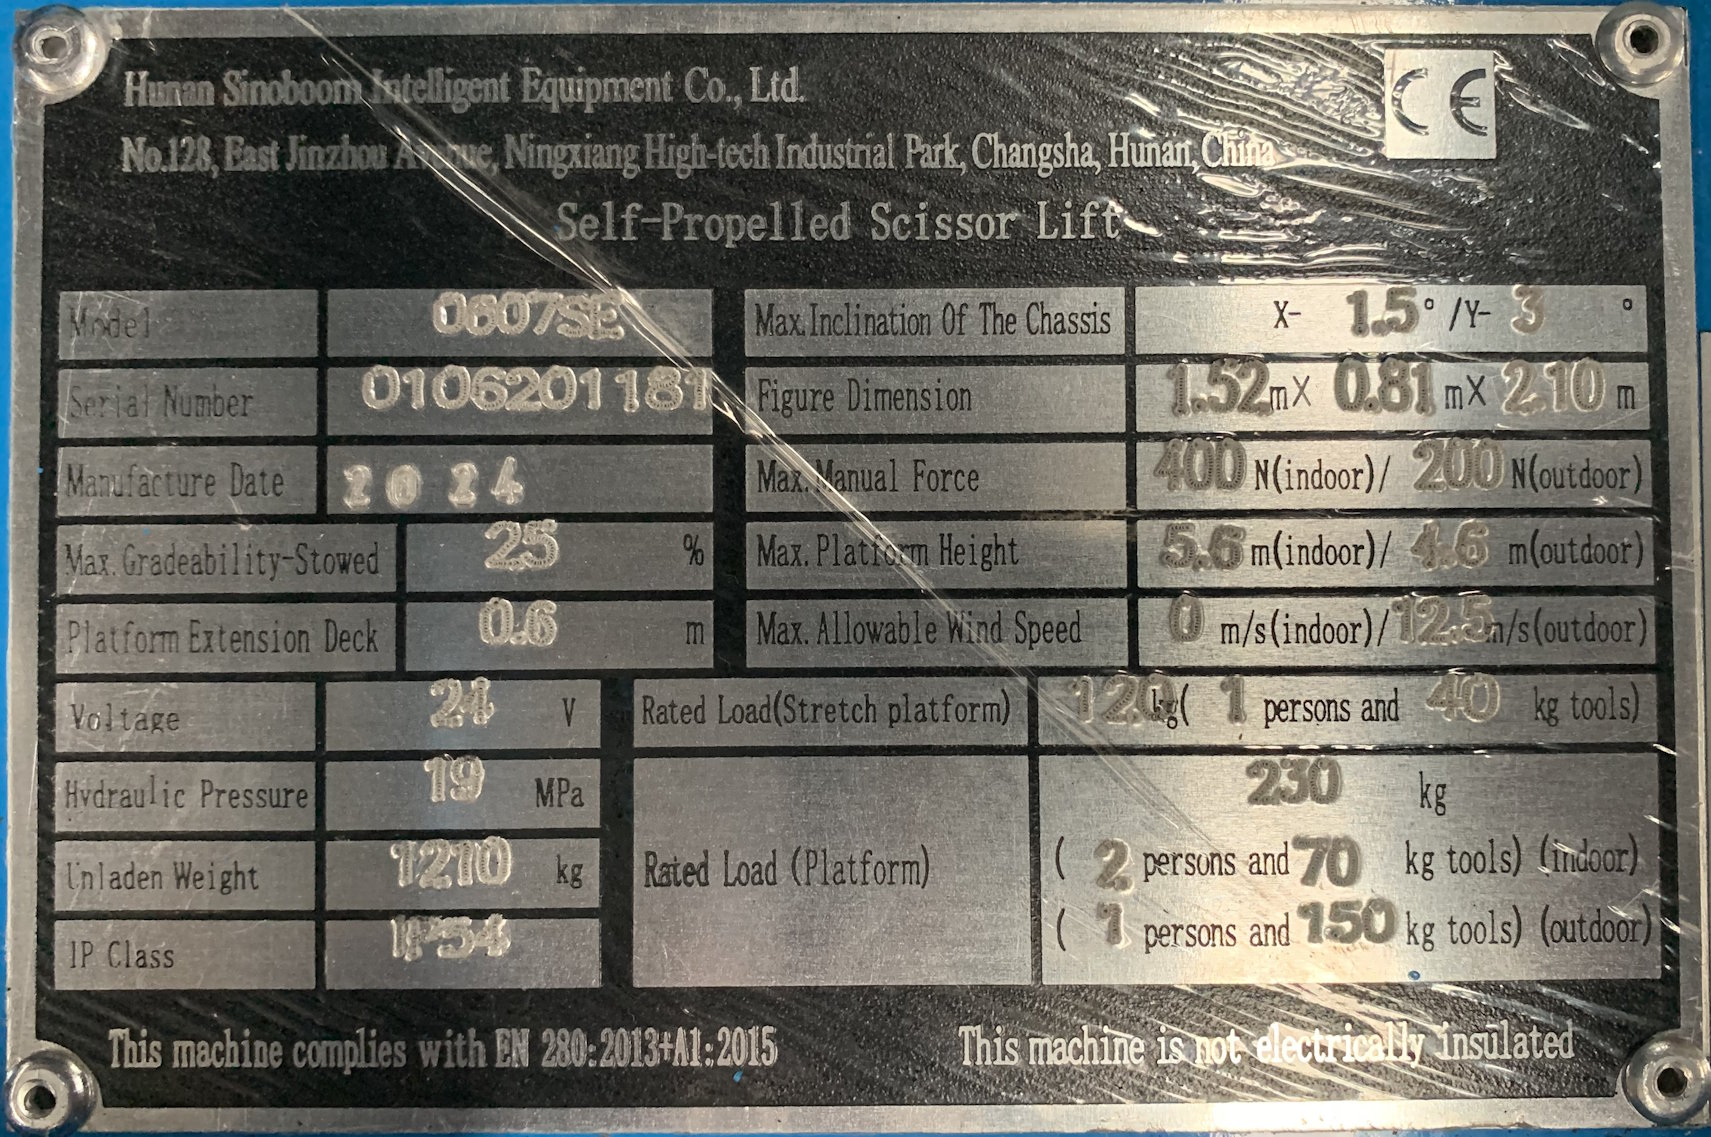 Hunan Sinoboom Intelligent Equipment Co., Ltd.
CE
No.128, East Jinzhou Avenue, Ningxiang High-tech Industrial Park, Changsha, Hunan, China
Self-Propelled Scissor Lift
Model 0607SE
Serial Number 0106201181
Manufacture Date 2024
Max. Gradeability-Stowed 25 %
Platform Extension Deck 0.6 m
Max. Inclination Of The Chassis X- 1.5° /Y- 3 °
Figure Dimension 1.52mX 0.81 mX 2.10 m
Max. Manual Force 400 N(indoor)/ 200 N(outdoor)
Max. Platform Height 5.6 m(indoor)/ 4.6 m(outdoor)
Max. Allowable Wind Speed 0 m/s(indoor)/ 12.5m/s(outdoor)
Voltage 24 V
Hydraulic Pressure 19 MPa
Unladen Weight 1270 kg
IP Class IP54
Rated Load(Stretch platform) 120kg( 1 persons and 40 kg tools)
Rated Load (Platform) 230 kg
( 2 persons and 70 kg tools) (indoor)
( 1 persons and 150 kg tools) (outdoor)
This machine complies with EN 280:2013+A1:2015
This machine is not electrically insulated